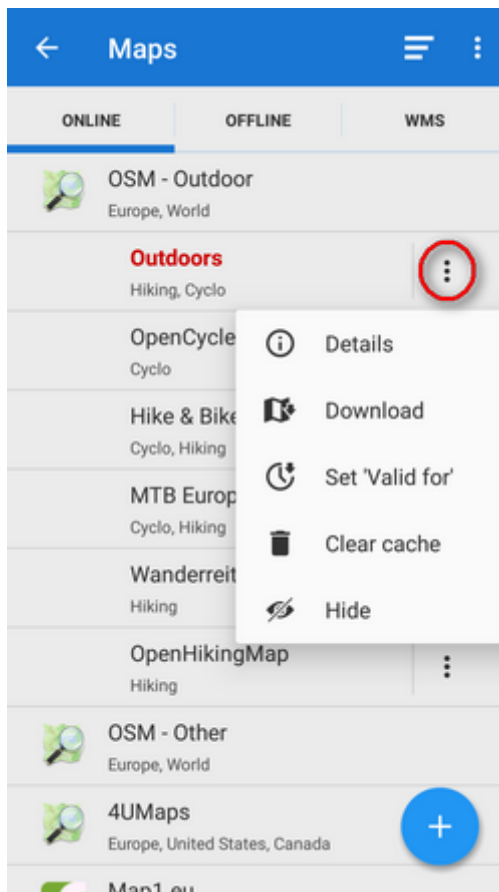 Maps
ONLINE OFFLINE WMS
OSM - Outdoor
Europe, World
Outdoors
Hiking, Cyclo
OpenCycle
Cyclo
Details
Download
Hike & Bike
Cyclo, Hiking
Set 'Valid for'
MTB Europ
Cyclo, Hiking
Clear cache
Wanderreit
Hiking
Hide
OpenHikingMap
Hiking
OSM - Other
Europe, World
4UMaps
Europe, United States, Canada
Map1.eu